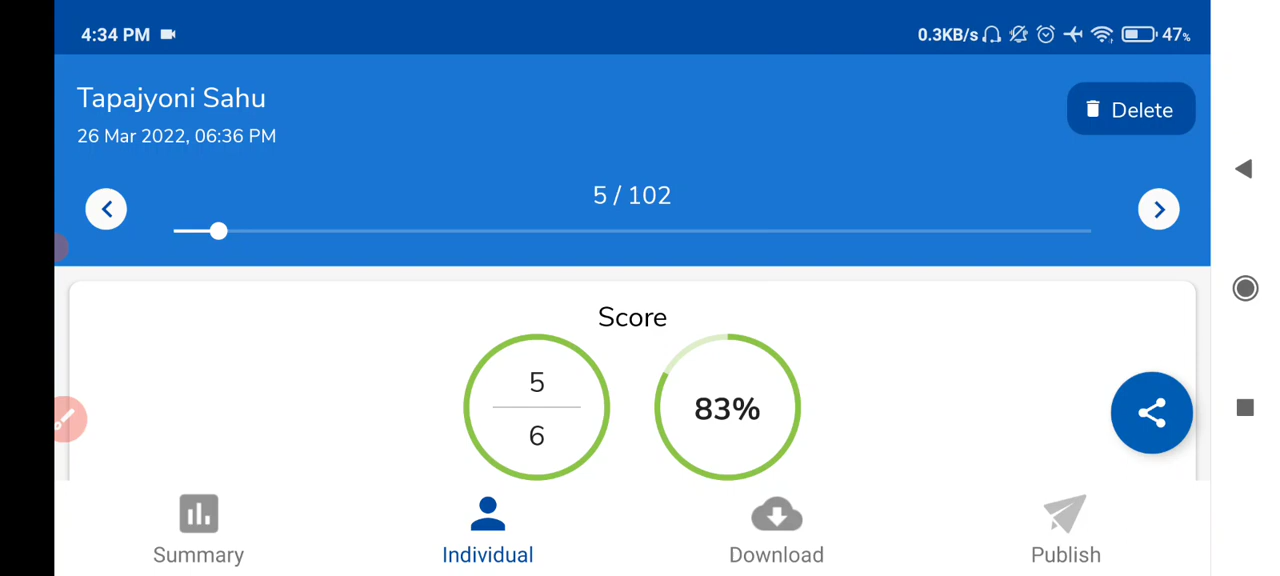 4:34 PM 0.3KB/s 47%
Tapajyoni Sahu
Delete
26 Mar 2022, 06:36 PM
5 / 102
Score
5
6
83%
Summary Individual Download Publish